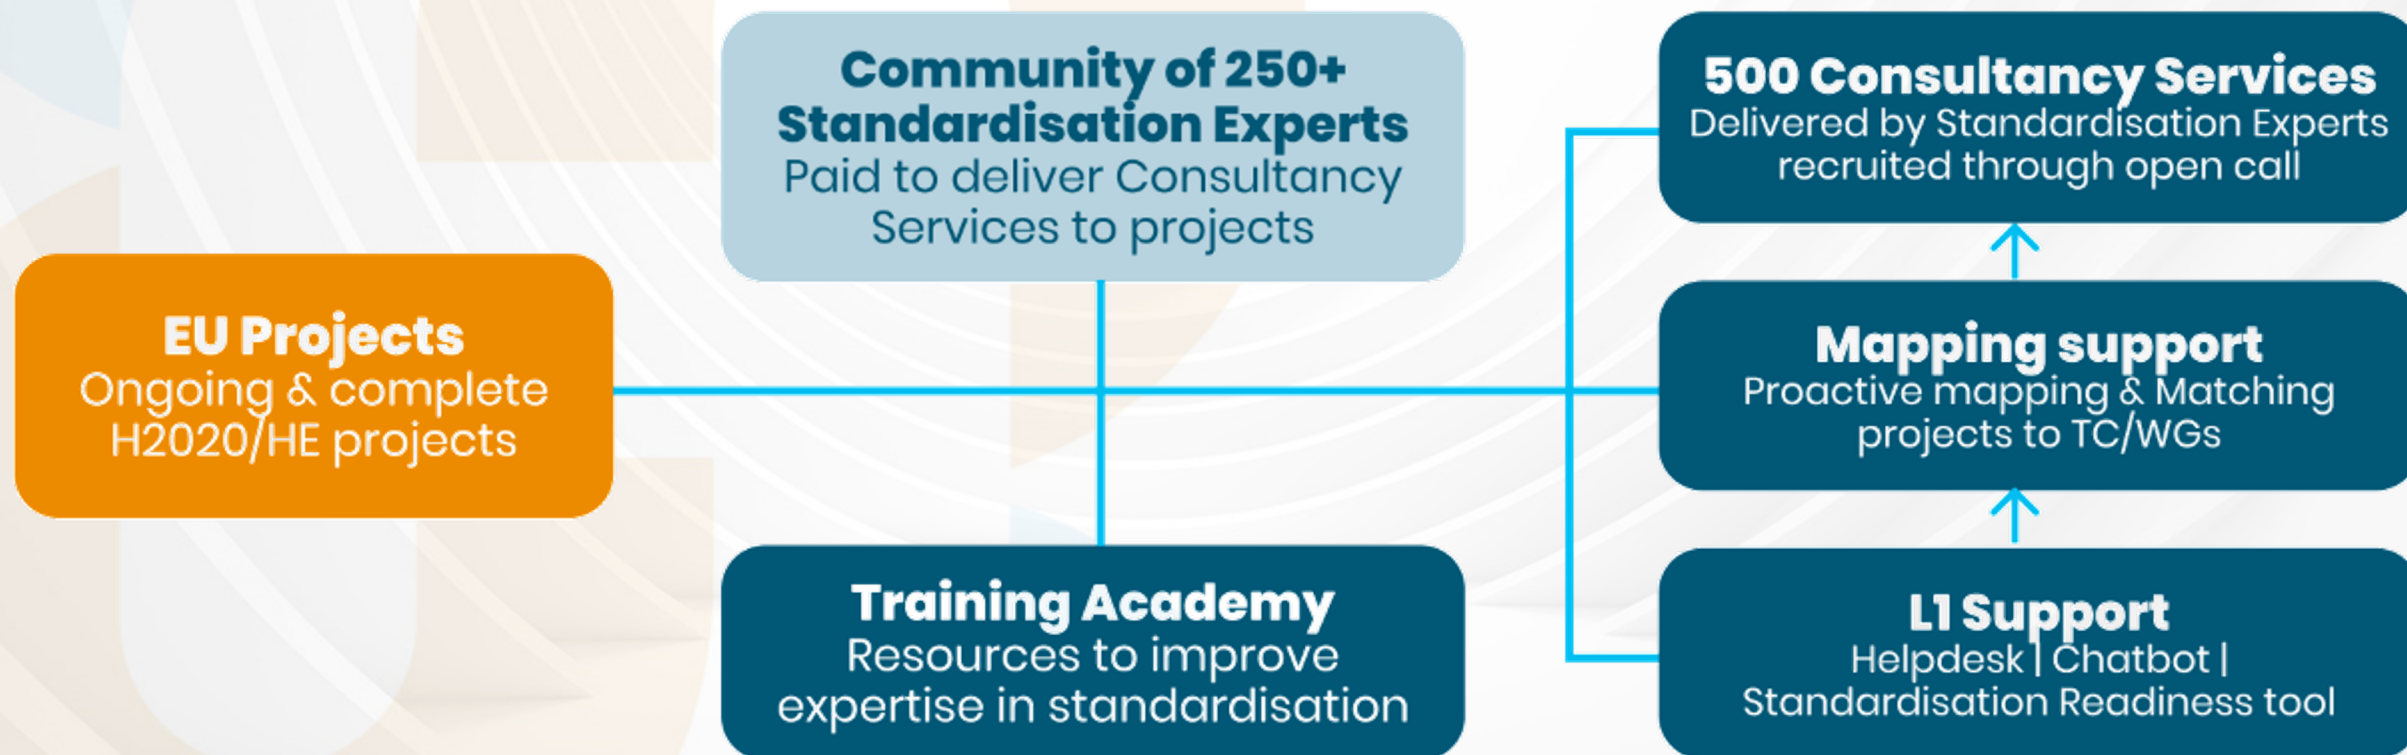 Community of 250+
Standardisation Experts
Paid to deliver Consultancy
Services to projects
500 Consultancy Services
Delivered by Standardisation Experts
recruited through open call
EU Projects
Ongoing & complete
H2020/HE projects
Mapping support
Proactive mapping & Matching
projects to TC/WGs
Training Academy
Resources to improve
expertise in standardisation
L1 Support
Helpdesk | Chatbot |
Standardisation Readiness tool